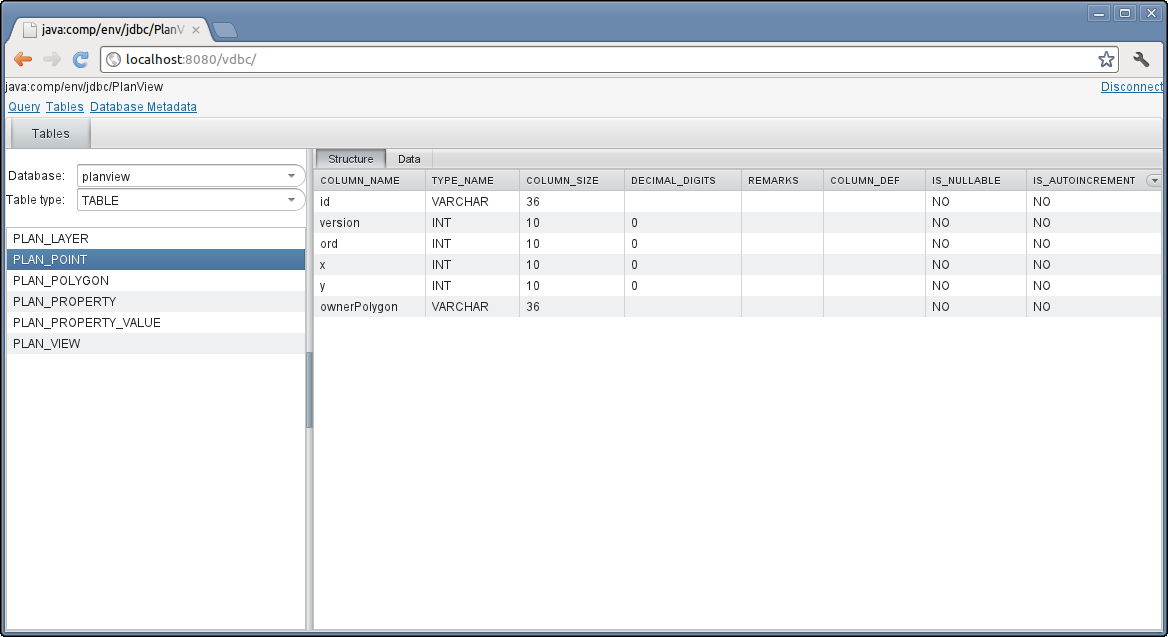 java:comp/env/jdbc/PlanV
localhost:8080/vdbc/
java:comp/env/jdbc/PlanView Disconnect
Query Tables Database Metadata
Tables
Database: planview
Table type: TABLE
PLAN_LAYER
PLAN_POINT
PLAN_POLYGON
PLAN_PROPERTY
PLAN_PROPERTY_VALUE
PLAN_VIEW
Structure Data
COLUMN_NAME TYPE_NAME COLUMN_SIZE DECIMAL_DIGITS REMARKS COLUMN_DEF IS_NULLABLE IS_AUTOINCREMENT
id VARCHAR 36 NO NO
version INT 10 0 NO NO
ord INT 10 0 NO NO
x INT 10 0 NO NO
y INT 10 0 NO NO
ownerPolygon VARCHAR 36 NO NO